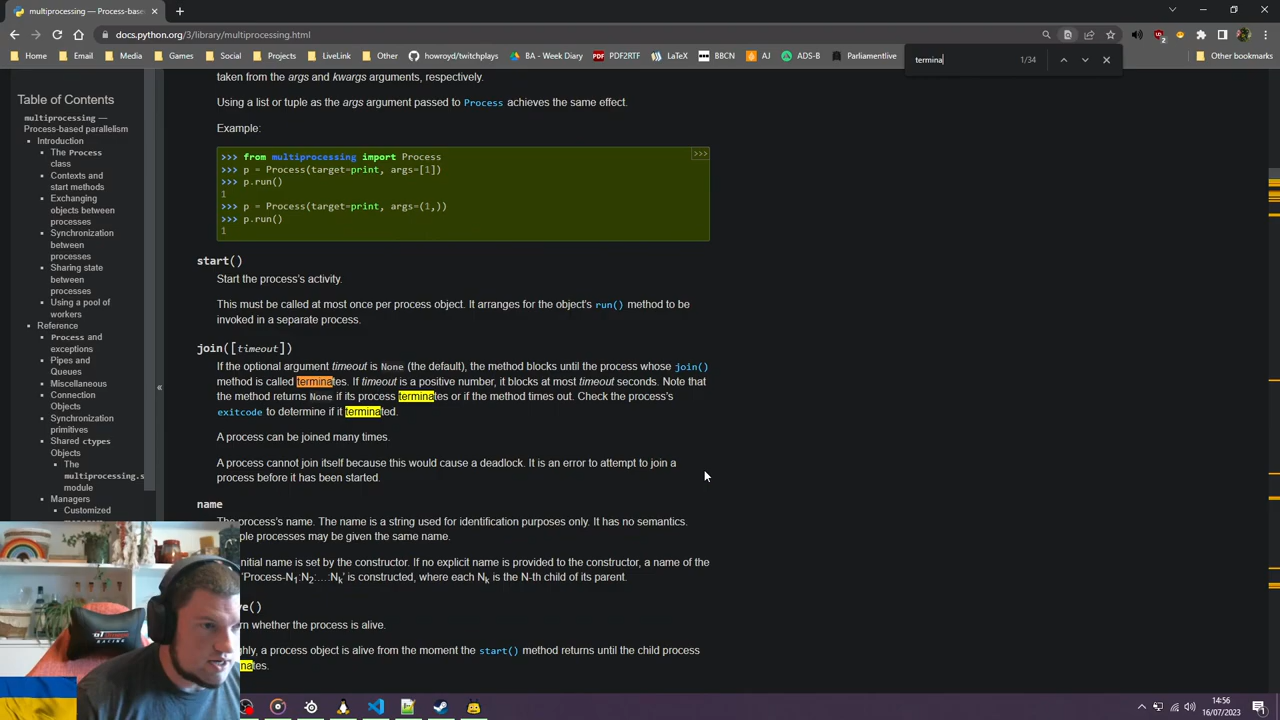 multiprocessing — Process-base
docs.python.org/3/library/multiprocessing.html
Home Email Media Games Social Projects LiveLink Other howroyd/twitchplays BA - Week Diary PDF2RTF LaTeX BBCN AJ ADS-B Parliamentive Other bookmarks
termina 1/34
taken from the args and kwargs arguments, respectively.
Using a list or tuple as the args argument passed to Process achieves the same effect.
Example:
>>> from multiprocessing import Process
>>>
>>> p = Process(target=print, args=[1])
>>> p.run()
1
>>> p = Process(target=print, args=(1,))
>>> p.run()
1
start()
Start the process's activity.
This must be called at most once per process object. It arranges for the object's run() method to be
invoked in a separate process.
join([timeout])
If the optional argument timeout is None (the default), the method blocks until the process whose join()
method is called terminates. If timeout is a positive number, it blocks at most timeout seconds. Note that
the method returns None if its process terminates or if the method times out. Check the process's
exitcode to determine if it terminated.
A process can be joined many times.
A process cannot join itself because this would cause a deadlock. It is an error to attempt to join a
process before it has been started.
name
The process's name. The name is a string used for identification purposes only. It has no semantics.
ple processes may be given the same name.
initial name is set by the constructor. If no explicit name is provided to the constructor, a name of the
'Process-N1:N2:...:Nk' is constructed, where each Nk is the N-th child of its parent.
ve()
rn whether the process is alive.
ghly, a process object is alive from the moment the start() method returns until the child process
nates.
Table of Contents
multiprocessing —
Process-based parallelism
Introduction
The Process
class
Contexts and
start methods
Exchanging
objects between
processes
Synchronization
between
processes
Sharing state
between
processes
Using a pool of
workers
Reference
Process and
exceptions
Pipes and
Queues
Miscellaneous
Connection
Objects
Synchronization
primitives
Shared ctypes
Objects
The
multiprocessing.s
module
Managers
Customized
«
14:56
16/07/2023